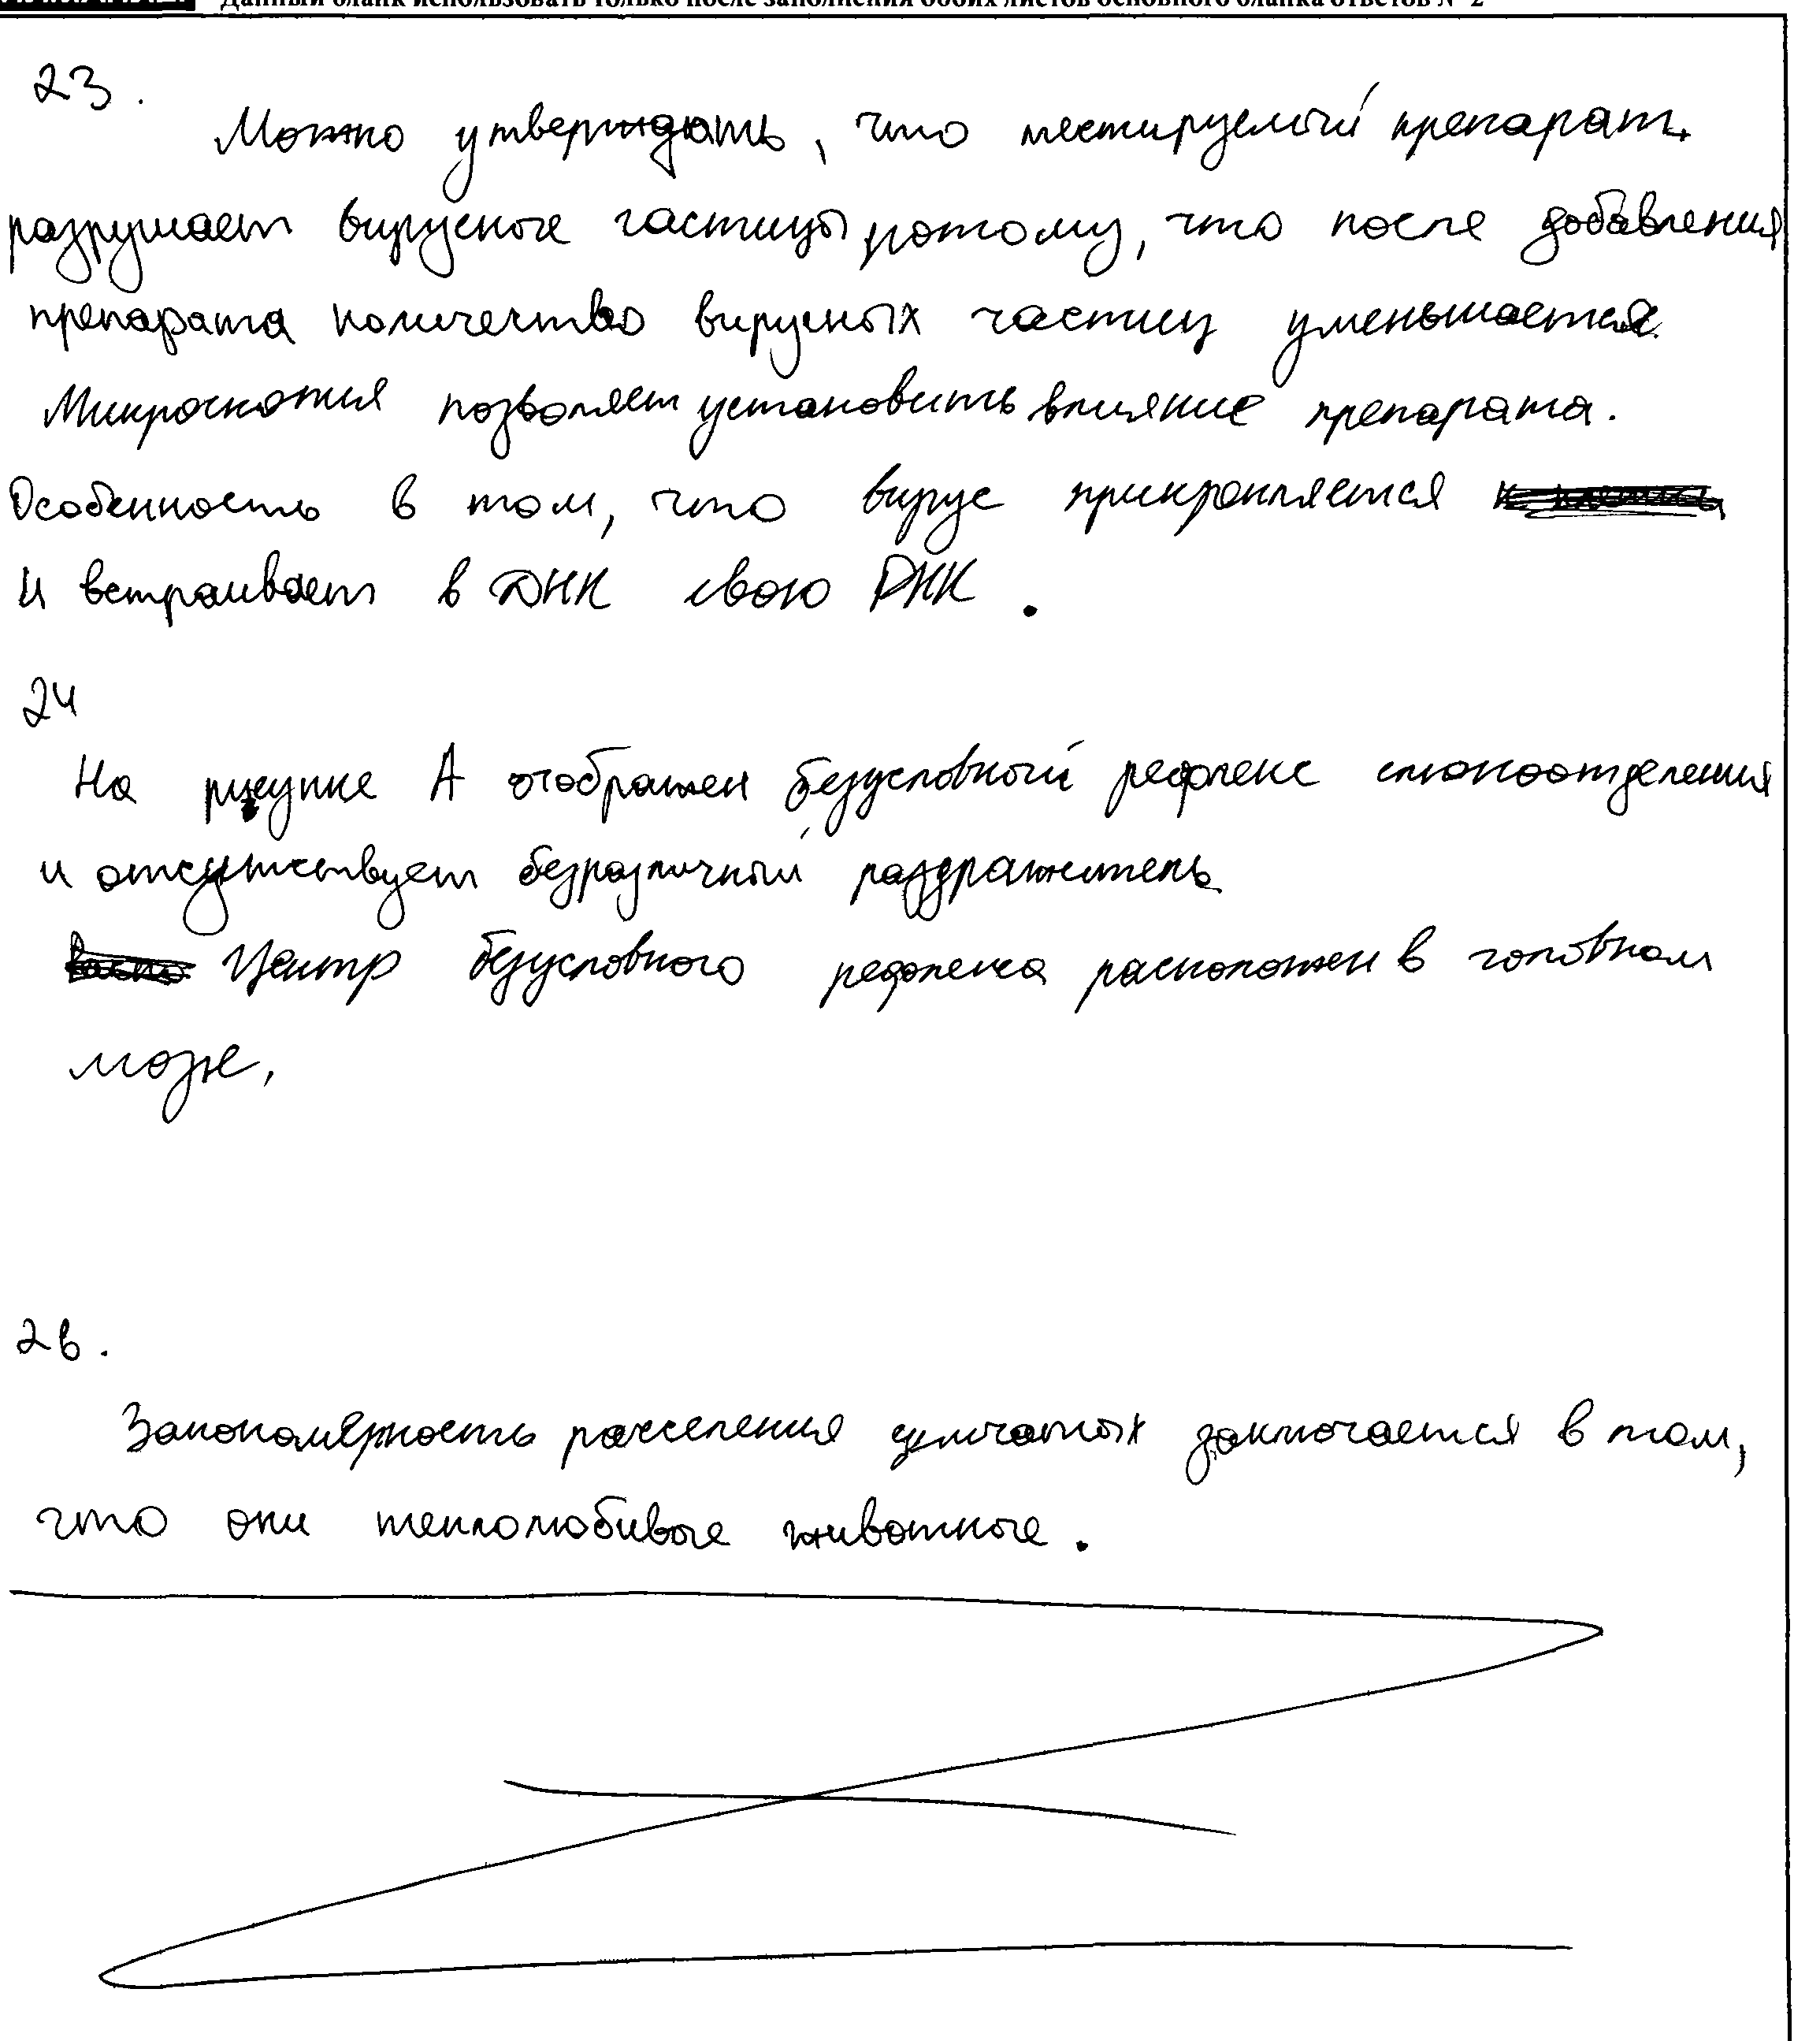 Данный бланк использовать только после заполнения обоих листов основного бланка ответов № 2
23.
Можно утверждать, что тестируемый препарат
разрушает вирусные частицы потому, что после добавления
препарата количество вирусных частиц уменьшается.
Микроскопия позволяет установить влияние препарата.
Особенность в том, что вирус прикрепляется
и встраивает в ДНК свою РНК.
24
На рисунке А отображен безусловный рефлекс слюноотделения
и отсутствует безразличный раздражитель
Центр безусловного рефлекса расположен в головном
мозге,
26.
Закономерность расселения сумчатых заключается в том,
что они теплолюбивые животные.